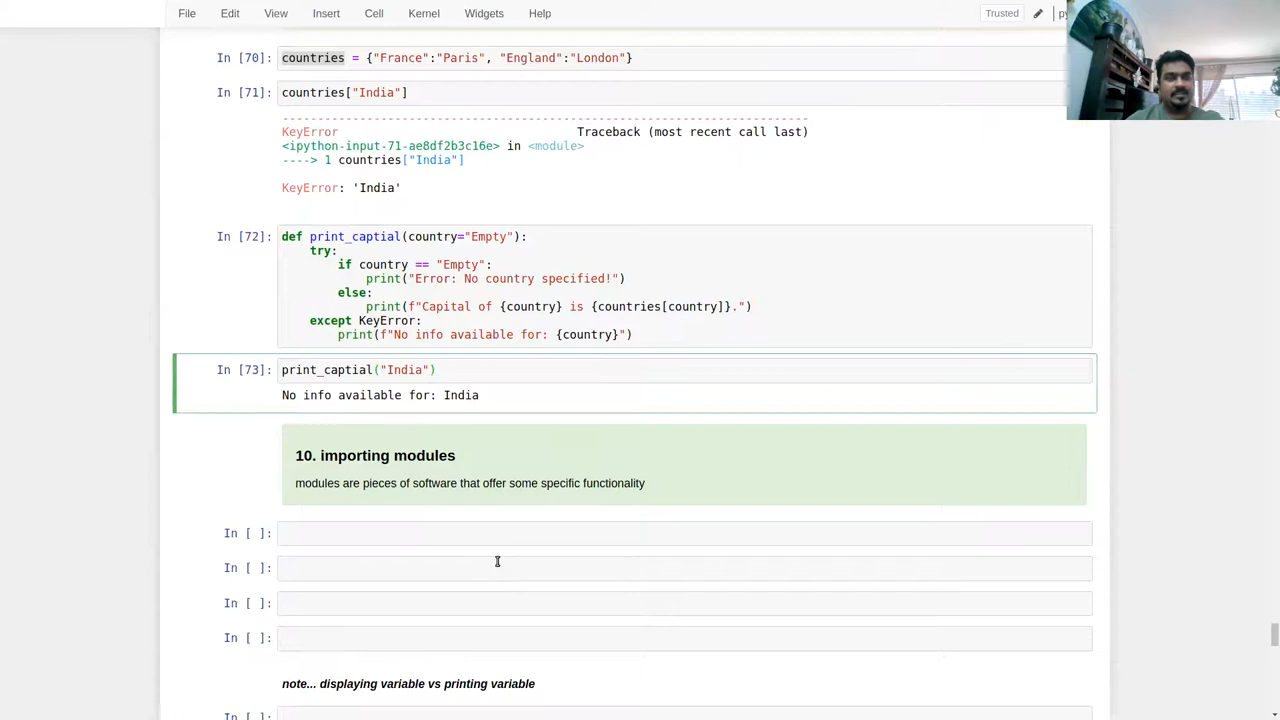 File Edit View Insert Cell Kernel Widgets Help Trusted
In [70]: countries = {"France":"Paris", "England":"London"}
In [71]: countries["India"]
---------------------------------------------------------------------------
KeyError Traceback (most recent call last)
<ipython-input-71-ae8df2b3c16e> in <module>
----> 1 countries["India"]
KeyError: 'India'
In [72]: def print_captial(country="Empty"):
try:
if country == "Empty":
print("Error: No country specified!")
else:
print(f"Capital of {country} is {countries[country]}.")
except KeyError:
print(f"No info available for: {country}")
In [73]: print_captial("India")
No info available for: India
10. importing modules
modules are pieces of software that offer some specific functionality
In [ ]:
In [ ]:
In [ ]:
In [ ]:
note... displaying variable vs printing variable
In [ ]: